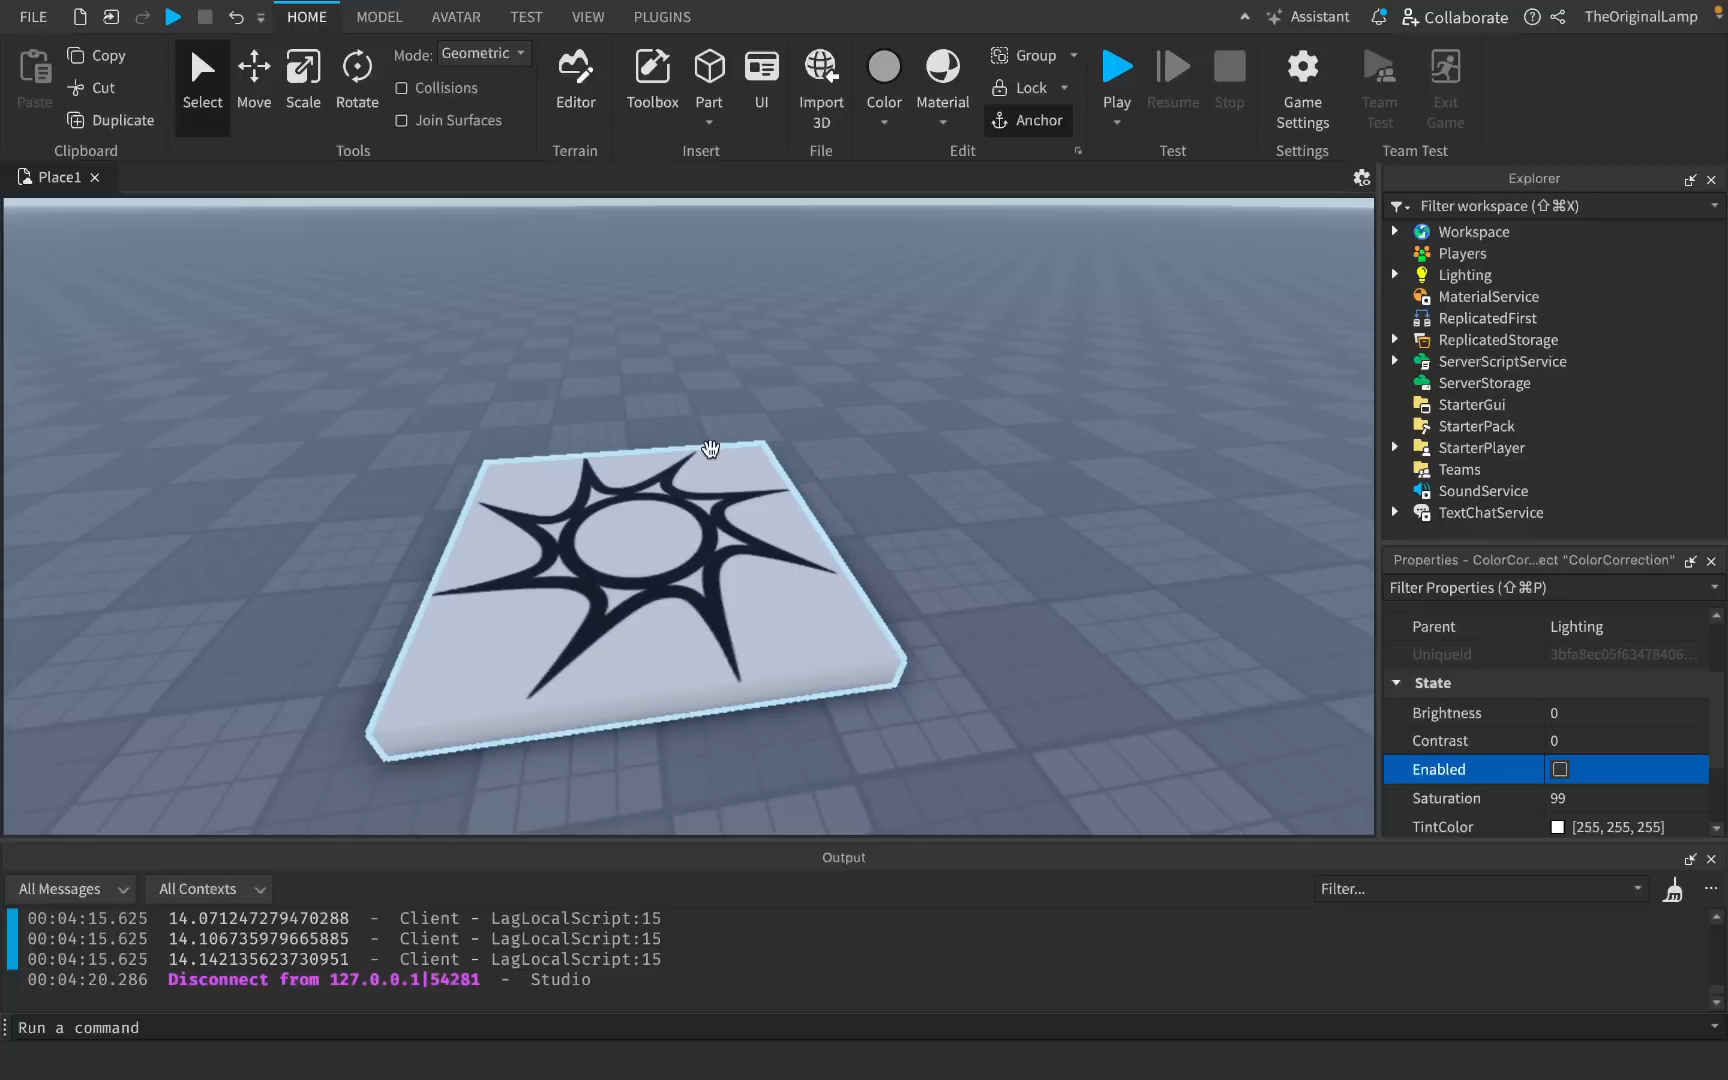 FILE
HOME
MODEL
AVATAR
TEST
VIEW
PLUGINS
Assistant
Collaborate
TheOriginalLamp
Paste
Copy
Cut
Duplicate
Clipboard
Select
Move
Scale
Rotate
Mode: Geometric
Collisions
Join Surfaces
Tools
Editor
Terrain
Toolbox
Part
UI
Insert
Import
3D
File
Color
Material
Group
Lock
Anchor
Edit
Play
Resume
Stop
Test
Game
Settings
Settings
Team
Test
Exit
Game
Team Test
Place1
Explorer
Filter workspace (⇧⌘X)
Workspace
Players
Lighting
MaterialService
ReplicatedFirst
ReplicatedStorage
ServerScriptService
ServerStorage
StarterGui
StarterPack
StarterPlayer
Teams
SoundService
TextChatService
Properties - ColorCor...ect "ColorCorrection"
Filter Properties (⇧⌘P)
Parent Lighting
UniqueId 3bfa8ec05f63478406...
State
Brightness 0
Contrast 0
Enabled
Saturation 99
TintColor [255, 255, 255]
Output
All Messages
All Contexts
Filter...
00:04:15.625 14.071247279470288 - Client - LagLocalScript:15
00:04:15.625 14.106735979665885 - Client - LagLocalScript:15
00:04:15.625 14.142135623730951 - Client - LagLocalScript:15
00:04:20.286 Disconnect from 127.0.0.1|54281 - Studio
Run a command